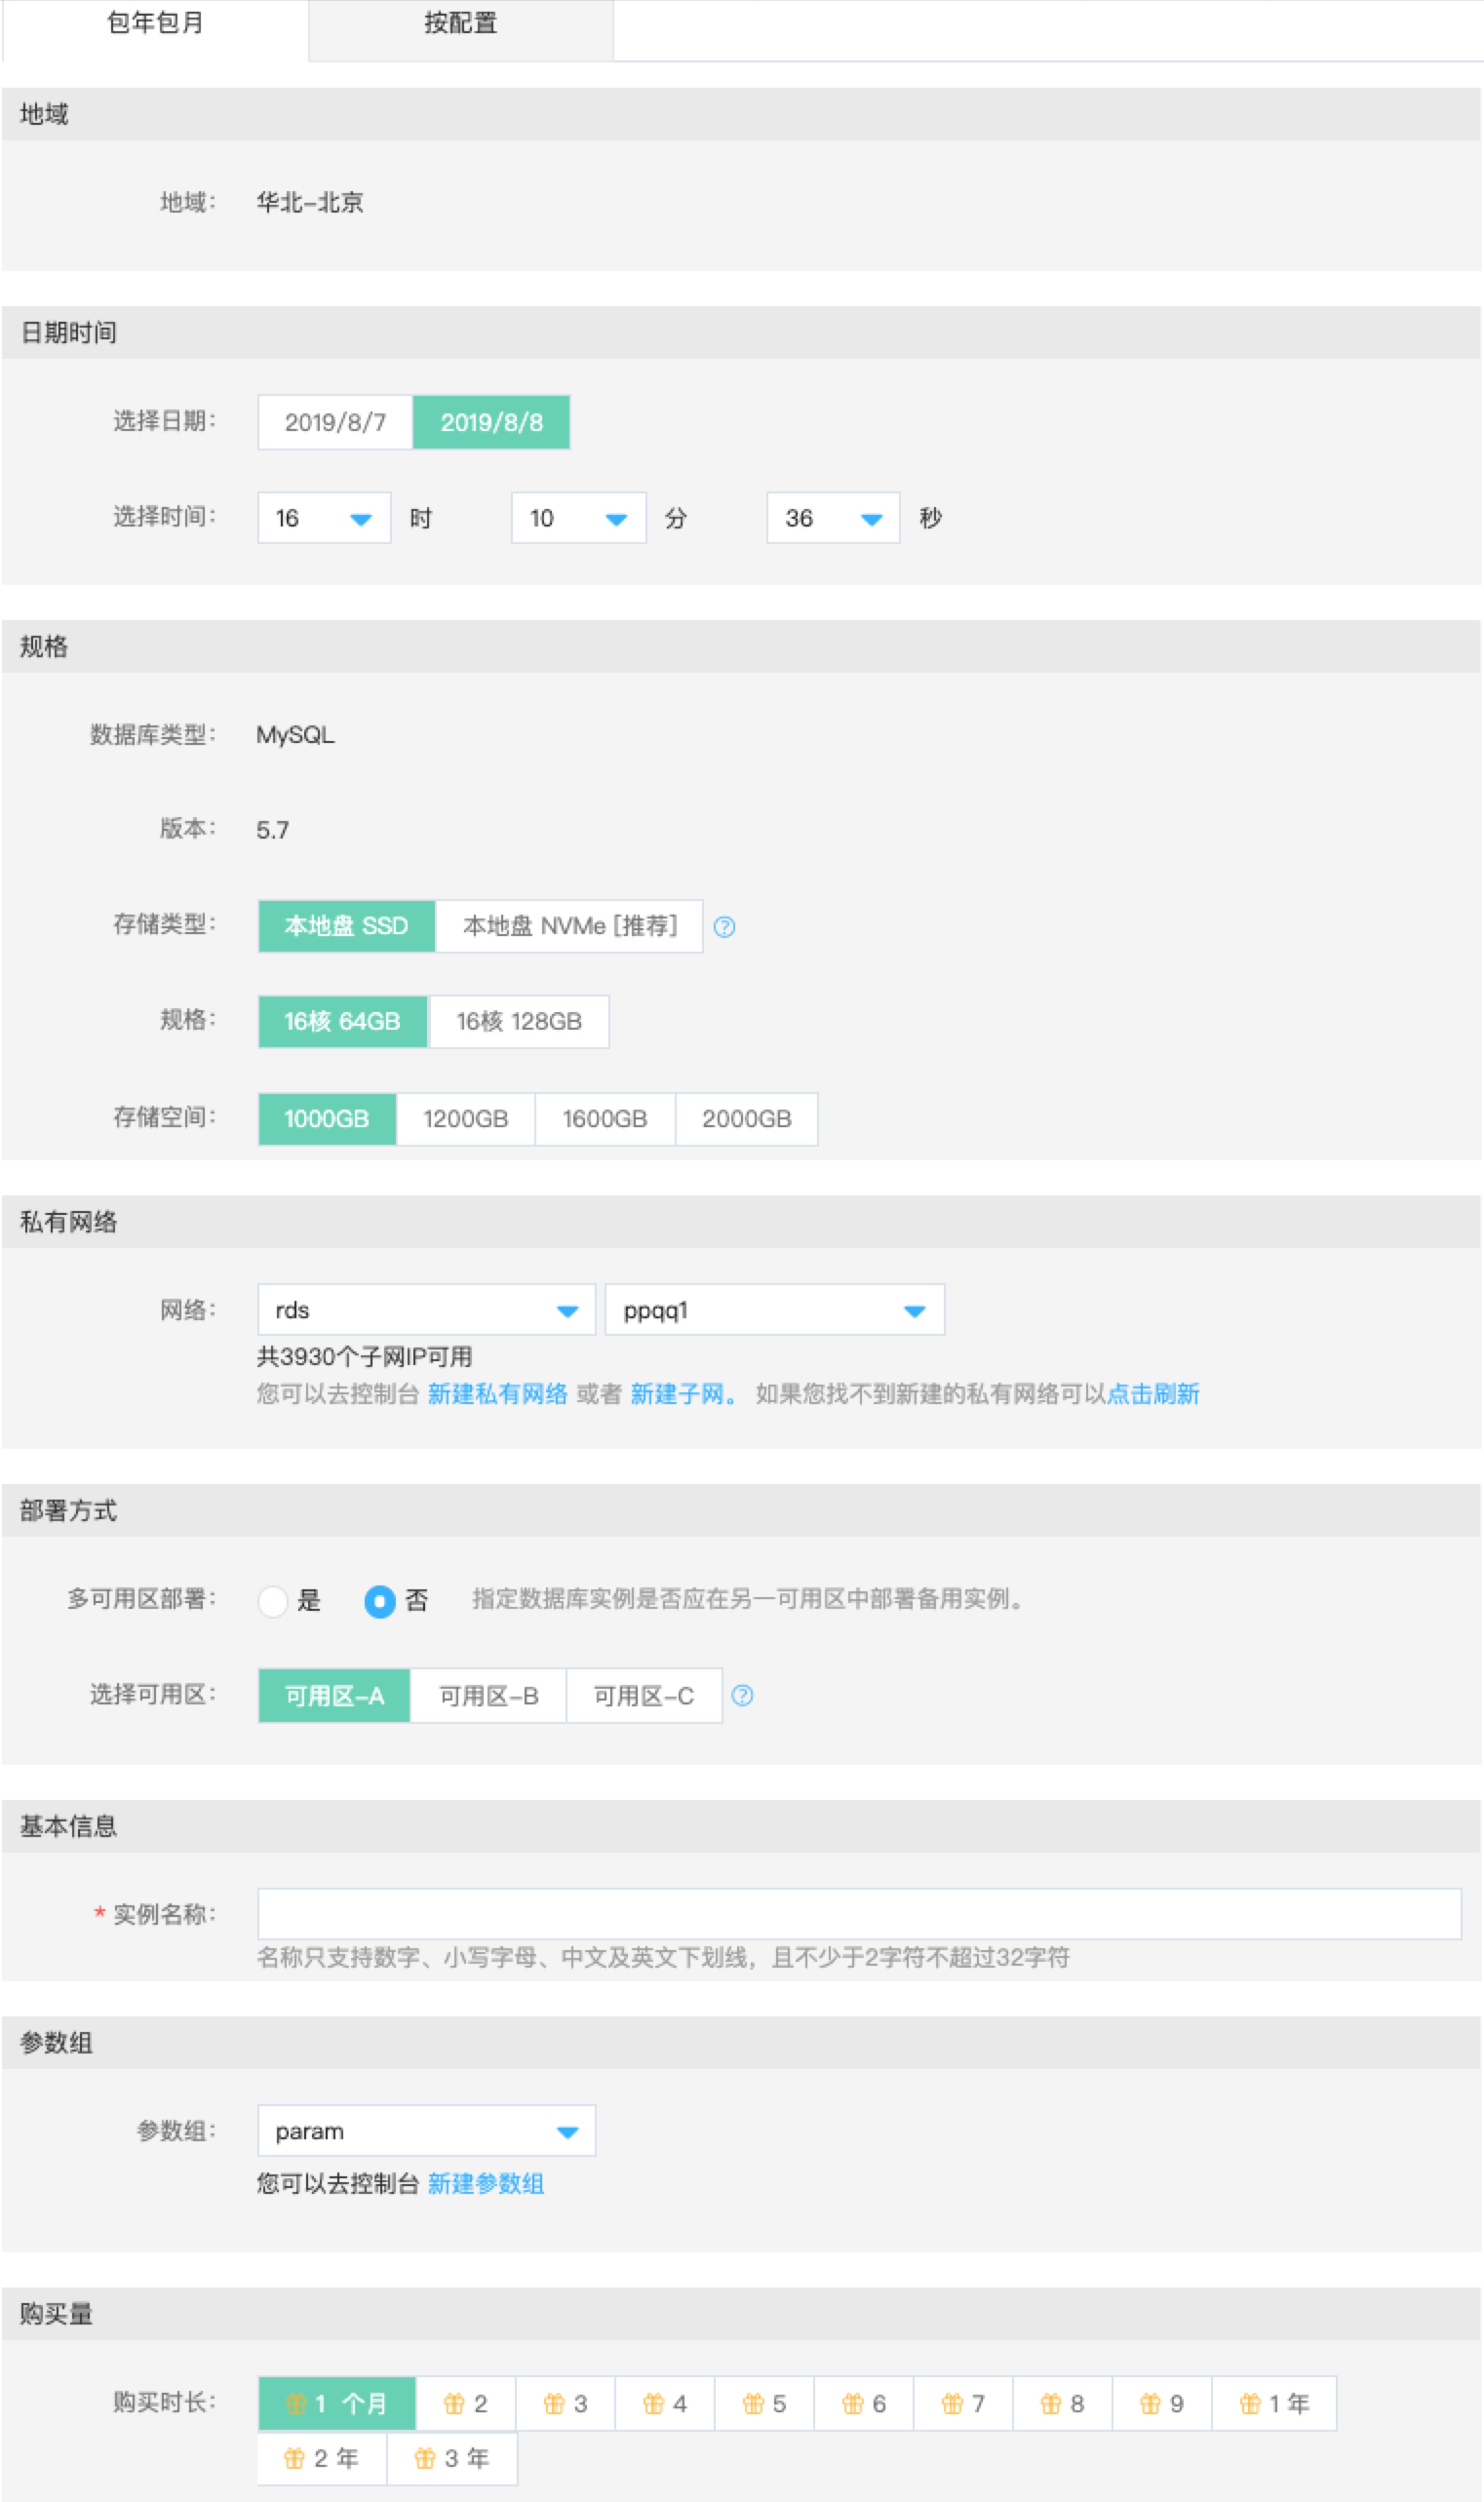 包年包月 按配置
地域
地域： 华北-北京
日期时间
选择日期： 2019/8/7 2019/8/8
选择时间： 16 时 10 分 36 秒
规格
数据库类型： MySQL
版本： 5.7
存储类型： 本地盘 SSD 本地盘 NVMe [推荐] ?
规格： 16核 64GB 16核 128GB
存储空间： 1000GB 1200GB 1600GB 2000GB
私有网络
网络： rds ppqq1
共3930个子网IP可用
您可以去控制台 新建私有网络 或者 新建子网。 如果您找不到新建的私有网络可以点击刷新
部署方式
多可用区部署： 是 否 指定数据库实例是否应在另一可用区中部署备用实例。
选择可用区： 可用区-A 可用区-B 可用区-C ?
基本信息
* 实例名称：
名称只支持数字、小写字母、中文及英文下划线，且不少于2字符不超过32字符
参数组
参数组： param
您可以去控制台 新建参数组
购买量
购买时长： 1 个月 2 3 4 5 6 7 8 9 1 年
2 年 3 年